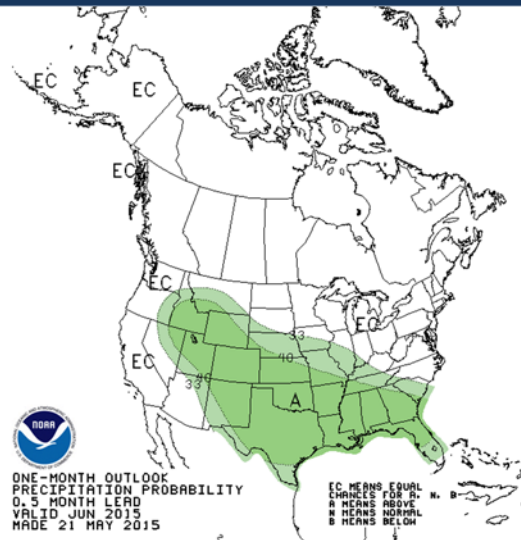 EC
EC
EC
EC
EC
EC
33
40
40
33
A
NOAA
ONE-MONTH OUTLOOK
PRECIPITATION PROBABILITY
0.5 MONTH LEAD
VALID JUN 2015
MADE 21 MAY 2015
EC MEANS EQUAL
CHANCES FOR A, N, B
A MEANS ABOVE
N MEANS NORMAL
B MEANS BELOW